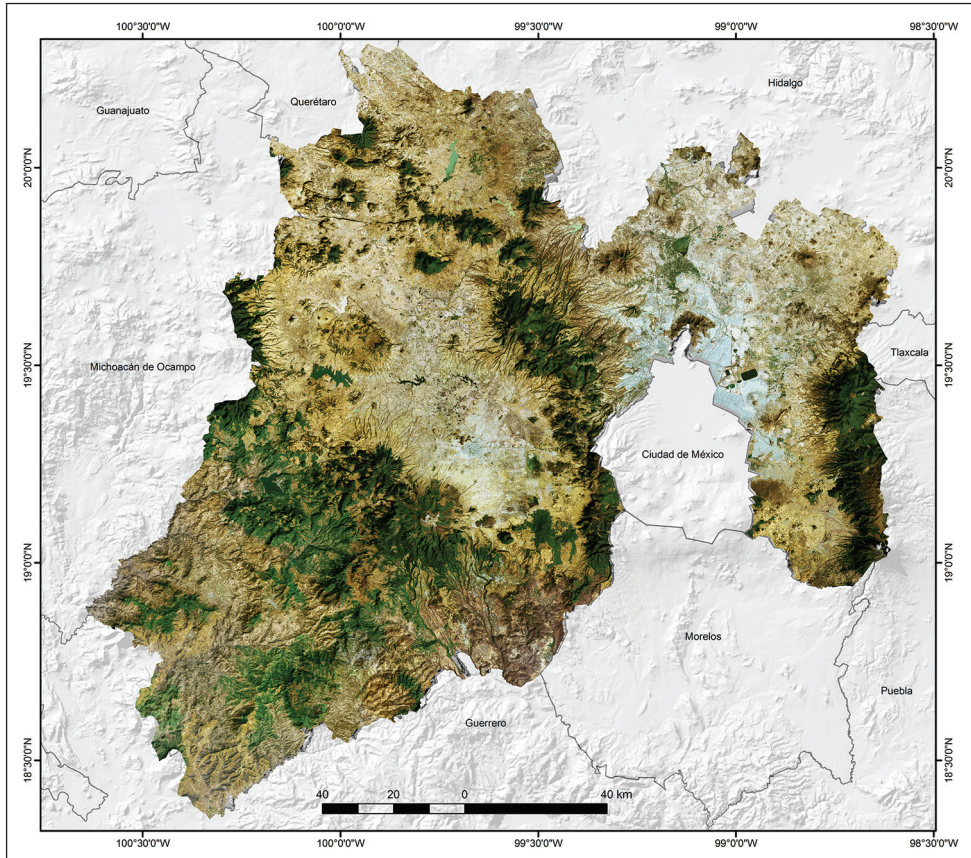 100°30'0"W 100°0'0"W 99°30'0"W 99°0'0"W 98°30'0"W
Hidalgo
Querétaro
Guanajuato
20°0'0"N 20°0'0"N
Tlaxcala
Michoacán de Ocampo
19°30'0"N 19°30'0"N
Ciudad de México
19°0'0"N 19°0'0"N
Morelos
Puebla
Guerrero
18°30'0"N 18°30'0"N
40 20 0 40 km
100°30'0"W 100°0'0"W 99°30'0"W 99°0'0"W 98°30'0"W